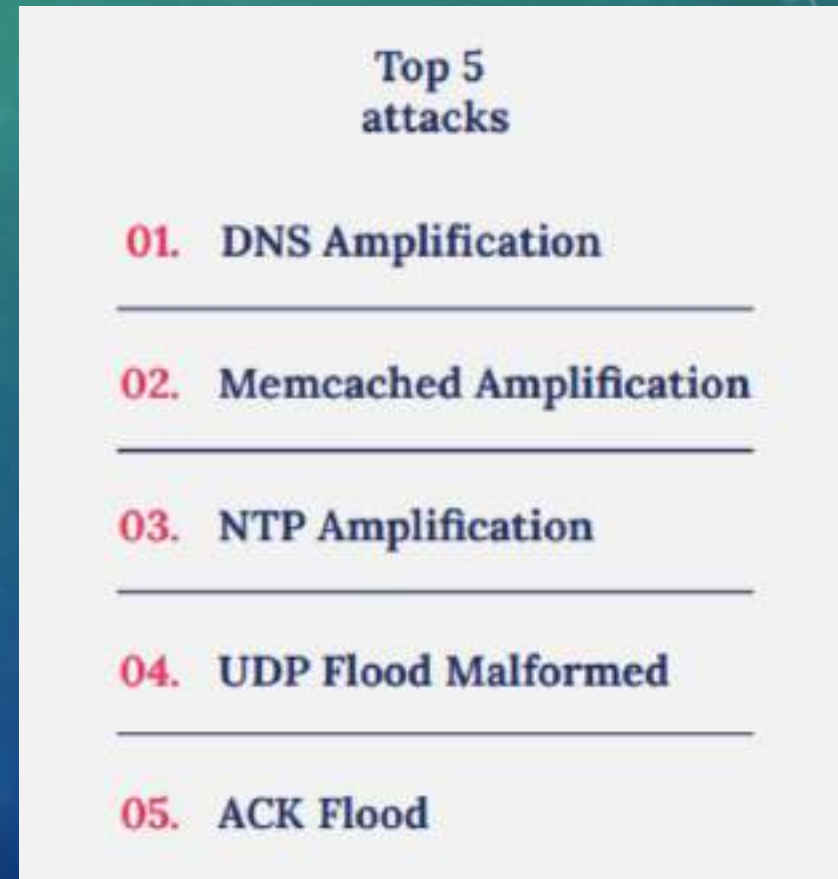 Top 5
attacks
01. DNS Amplification
02. Memcached Amplification
03. NTP Amplification
04. UDP Flood Malformed
05. ACK Flood